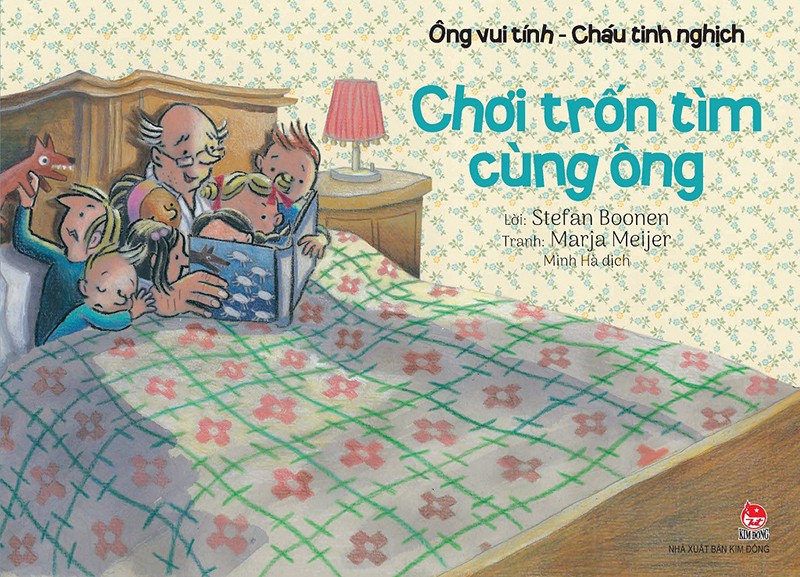 Ông vui tính - Cháu tinh nghịch
Chơi trốn tìm
cùng ông
Lời: Stefan Boonen
Tranh: Marja Meijer
Minh Hà dịch
KIM ĐỒNG
NHÀ XUẤT BẢN KIM ĐỒNG